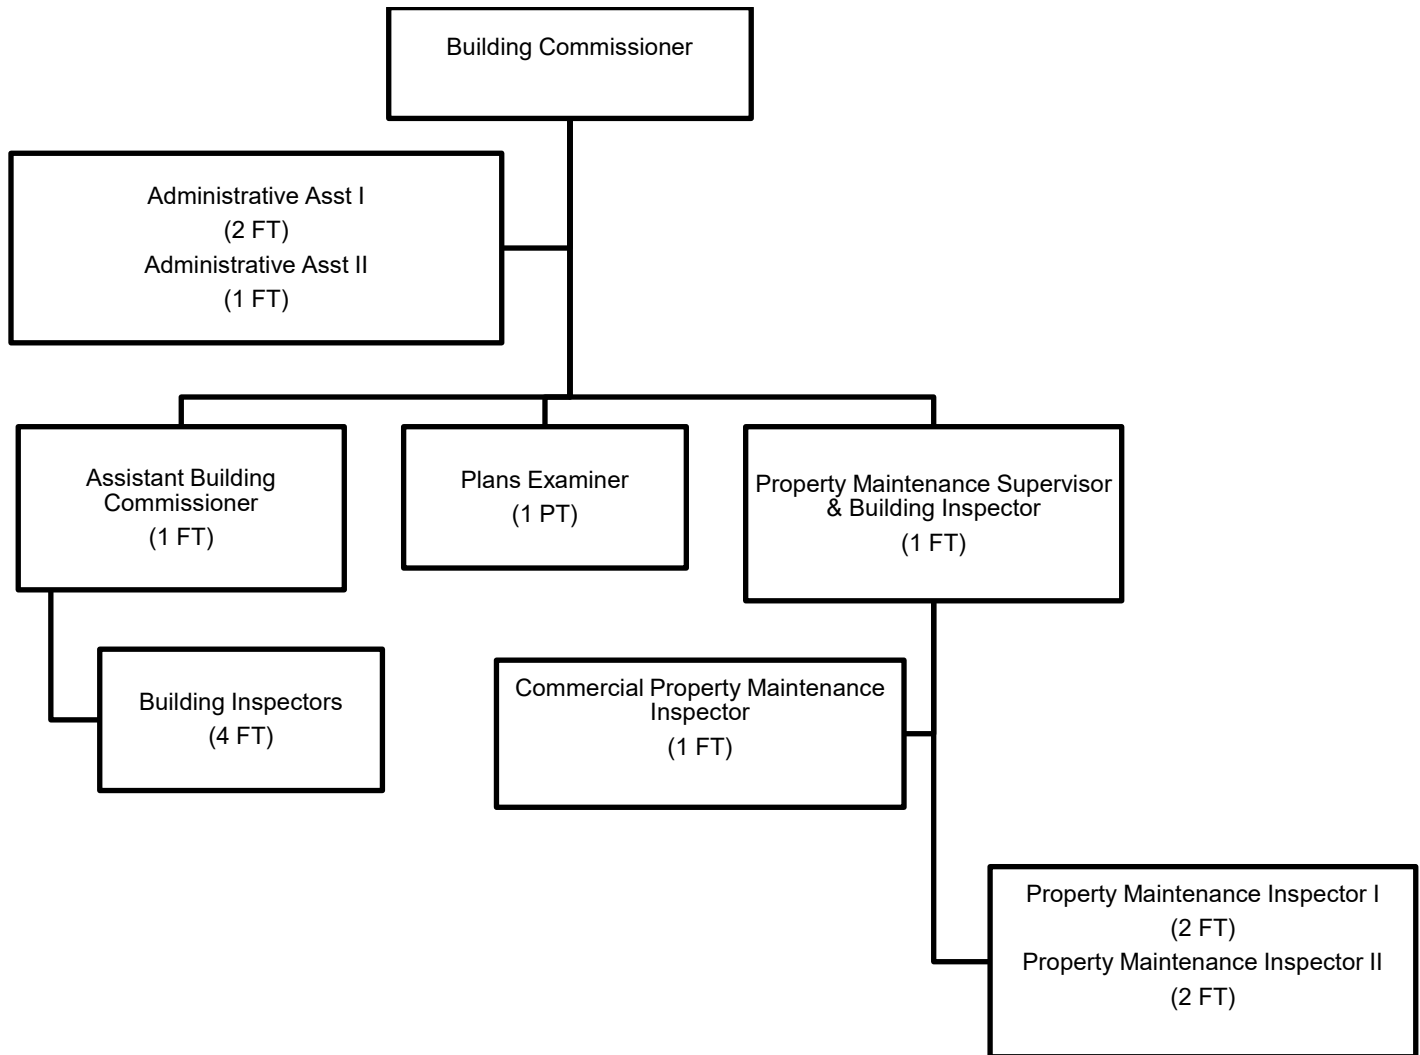 Building Commissioner
Administrative Asst I
(2 FT)
Administrative Asst II
(1 FT)
Assistant Building
Commissioner
(1 FT)
Plans Examiner
(1 PT)
Property Maintenance Supervisor
& Building Inspector
(1 FT)
Building Inspectors
(4 FT)
Commercial Property Maintenance
Inspector
(1 FT)
Property Maintenance Inspector I
(2 FT)
Property Maintenance Inspector II
(2 FT)